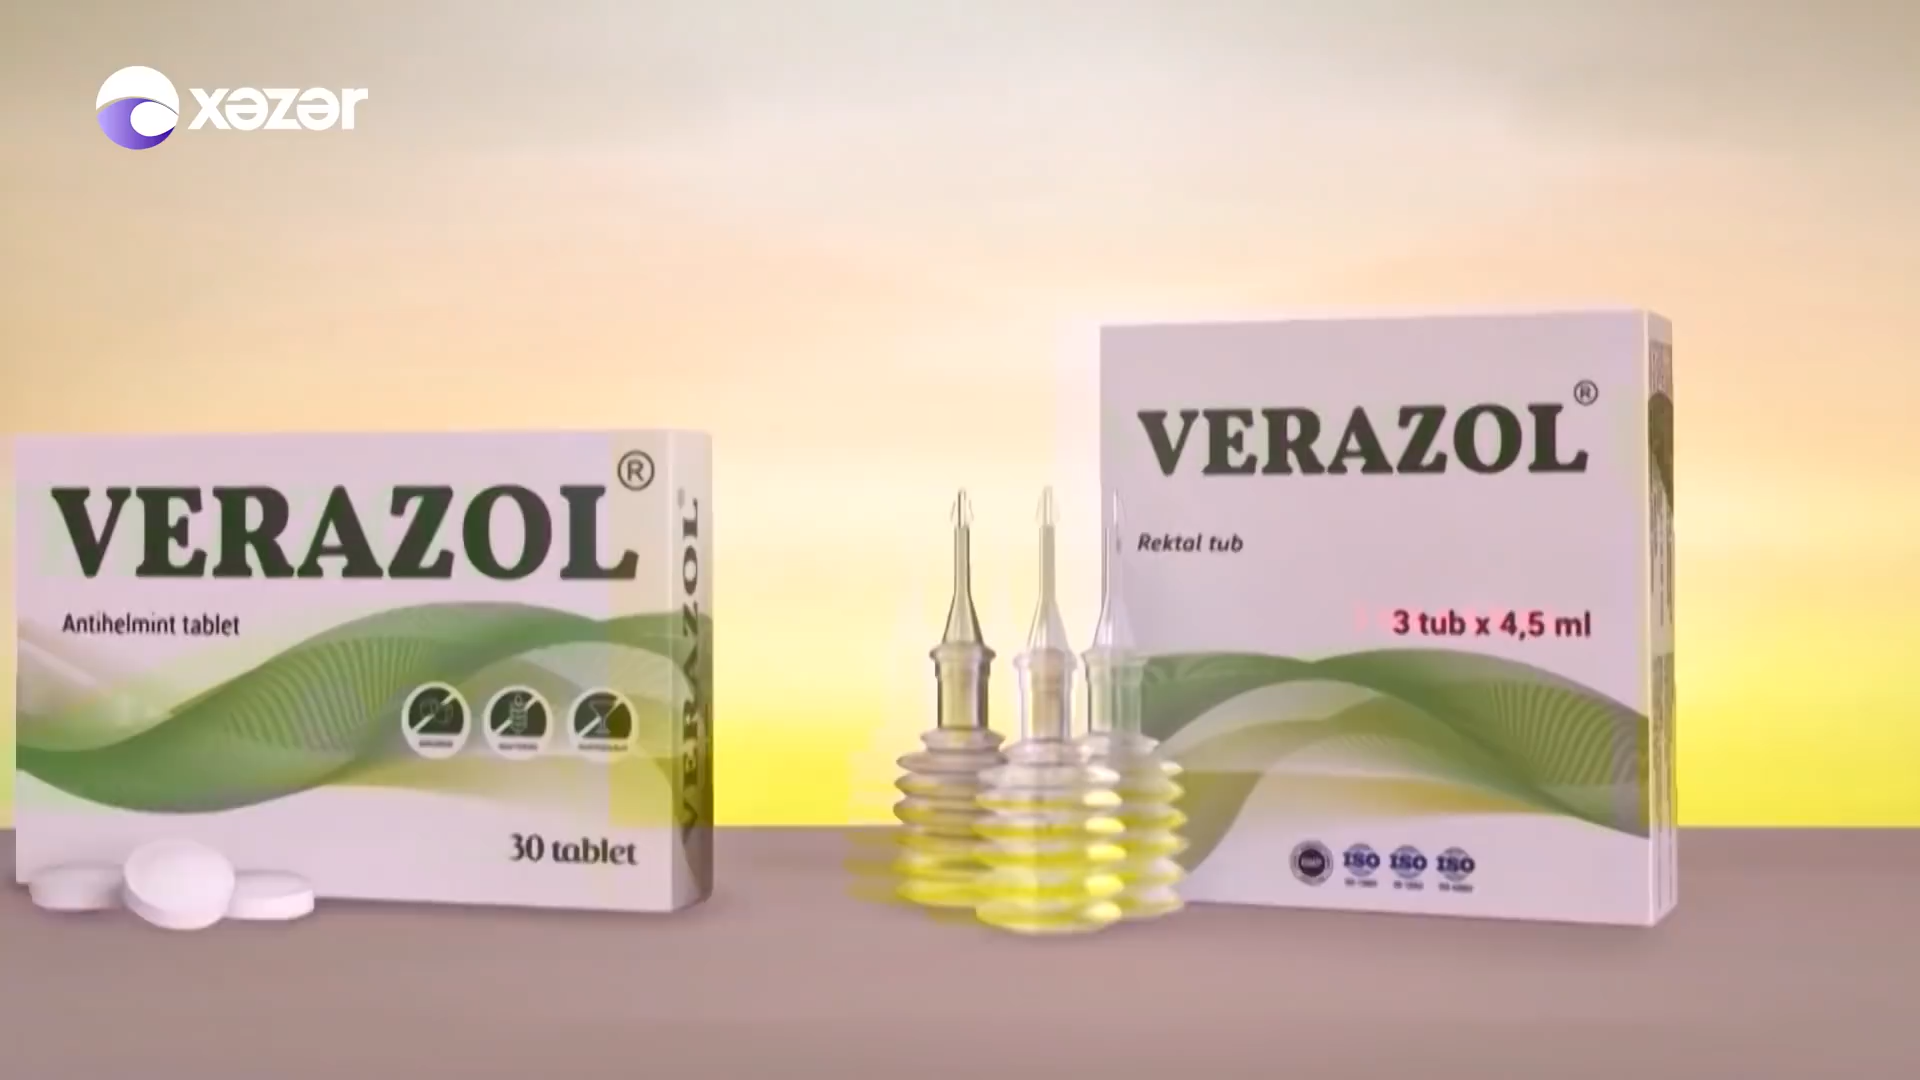 xəzər
VERAZOL®
Antihelmint tablet
30 tablet
VERAZOL
VERAZOL®
Rektal tub
3 tub x 4,5 ml
ISO ISO ISO